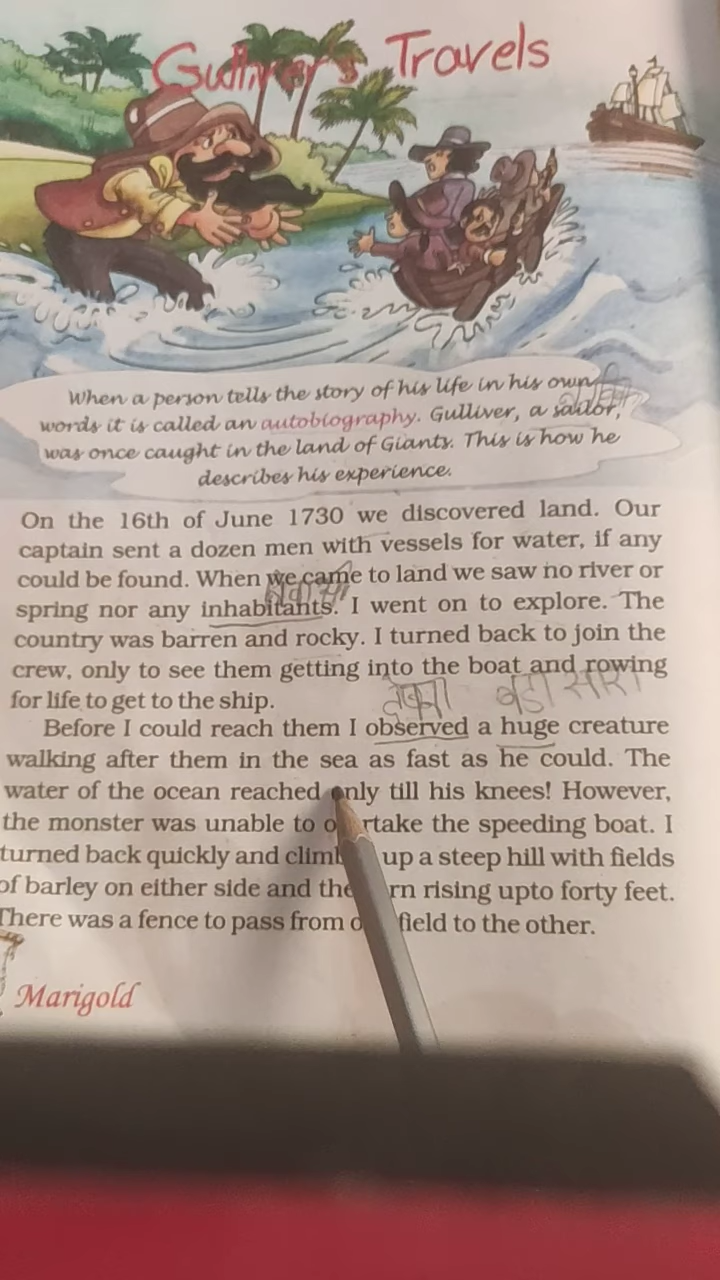 Gulliver's Travels
When a person tells the story of his life in his own
words it is called an autobiography. Gulliver, a sailor,
was once caught in the land of Giants. This is how he
describes his experience.
On the 16th of June 1730 we discovered land. Our
captain sent a dozen men with vessels for water, if any
could be found. When we came to land we saw no river or
spring nor any inhabitants. I went on to explore. The
country was barren and rocky. I turned back to join the
crew, only to see them getting into the boat and rowing
for life to get to the ship.
बड़ा सारा
Before I could reach them I observed a huge creature
walking after them in the sea as fast as he could. The
water of the ocean reached only till his knees! However,
the monster was unable to o rtake the speeding boat. I
turned back quickly and climb up a steep hill with fields
of barley on either side and the rn rising upto forty feet.
There was a fence to pass from o field to the other.
Marigold